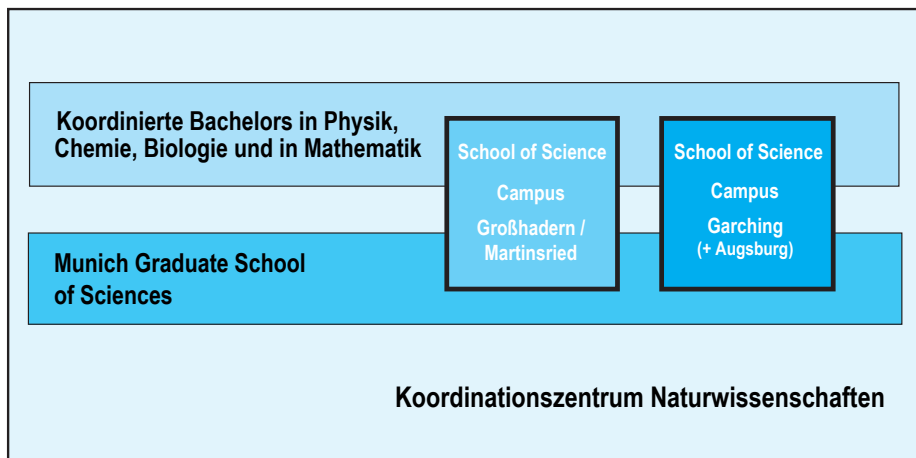 Koordinierte Bachelors in Physik,
Chemie, Biologie und in Mathematik
School of Science
Campus
Großhadern /
Martinsried
School of Science
Campus
Garching
(+ Augsburg)
Munich Graduate School
of Sciences
Koordinationszentrum Naturwissenschaften